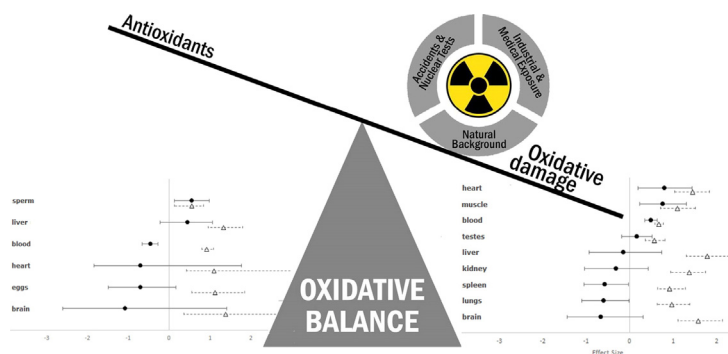 Antioxidants
Accidents &
Nuclear Tests
Industrial &
Medical Exposure
Natural
Background
Oxidative
damage
sperm
liver
blood
heart
eggs
brain
-3
-2
-1
0
1
2
OXIDATIVE
BALANCE
heart
muscle
blood
testes
liver
kidney
spleen
lungs
brain
-3
-2
-1
0
1
2
Effect Size